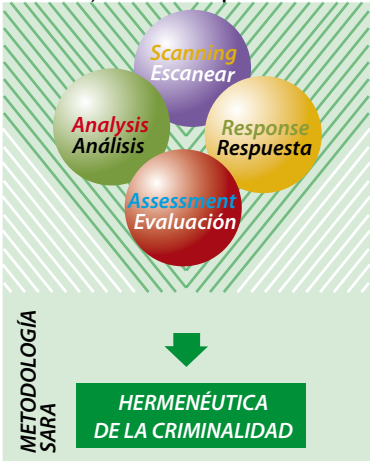 Scanning
Escanear
Analysis
Análisis
Response
Respuesta
Assessment
Evaluación
METODOLOGÍA
SARA
HERMENÉUTICA
DE LA CRIMINALIDAD